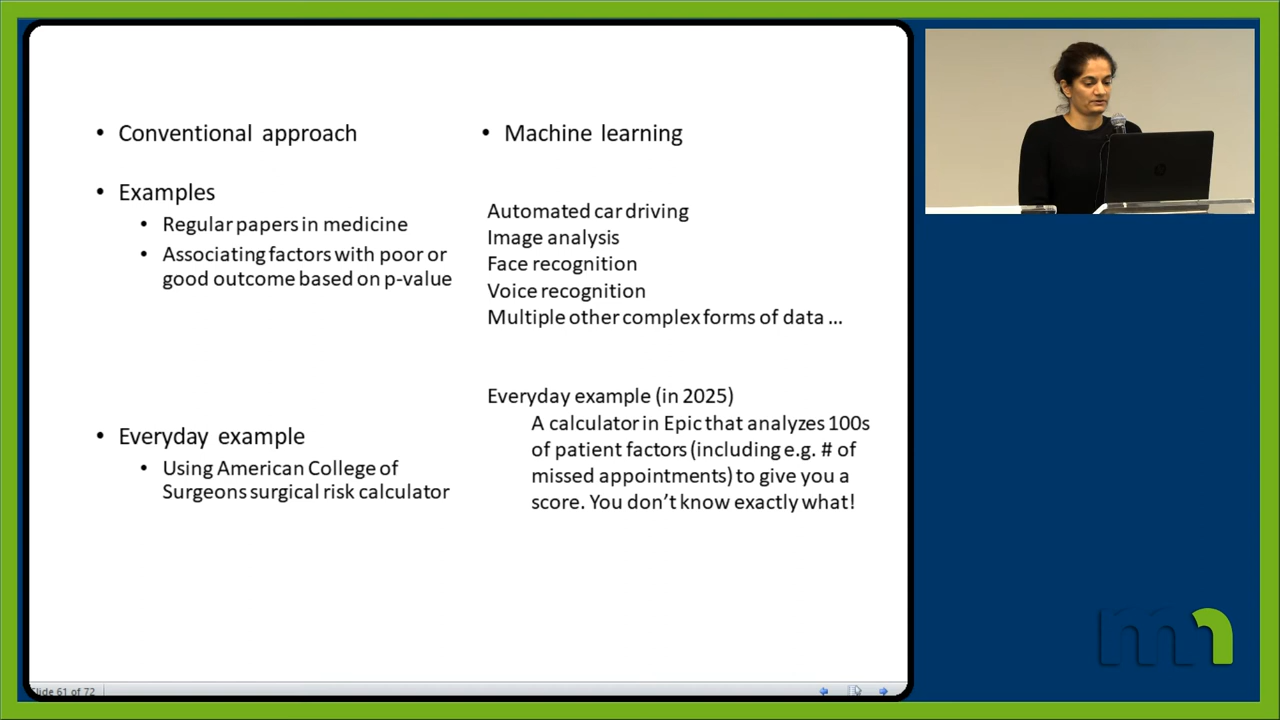 • Conventional approach
• Examples
• Regular papers in medicine
• Associating factors with poor or
good outcome based on p-value
• Everyday example
• Using American College of
Surgeons surgical risk calculator
• Machine learning
Automated car driving
Image analysis
Face recognition
Voice recognition
Multiple other complex forms of data ...
Everyday example (in 2025)
A calculator in Epic that analyzes 100s
of patient factors (including e.g. # of
missed appointments) to give you a
score. You don’t know exactly what!
Slide 61 of 72